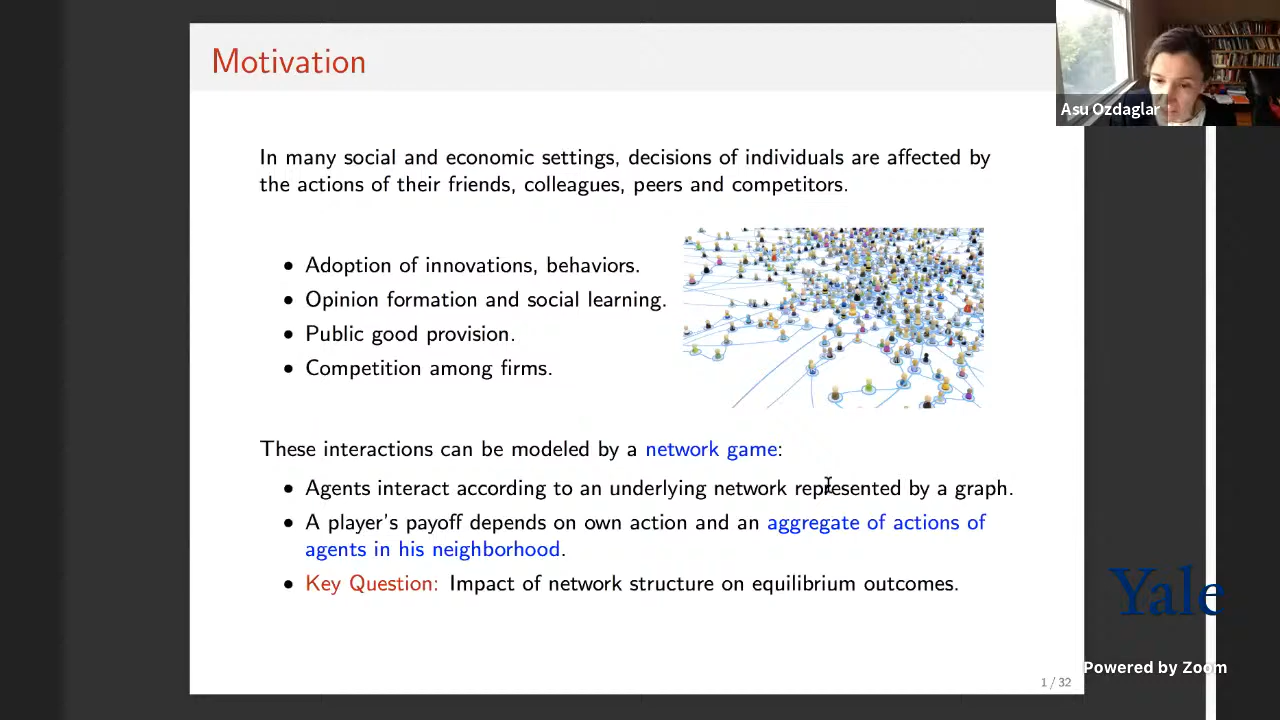 Motivation
Asu Ozdaglar
In many social and economic settings, decisions of individuals are affected by
the actions of their friends, colleagues, peers and competitors.
• Adoption of innovations, behaviors.
• Opinion formation and social learning.
• Public good provision.
• Competition among firms.
These interactions can be modeled by a network game:
• Agents interact according to an underlying network represented by a graph.
• A player's payoff depends on own action and an aggregate of actions of
agents in his neighborhood.
• Key Question: Impact of network structure on equilibrium outcomes.
Yale
Powered by Zoom
1 / 32